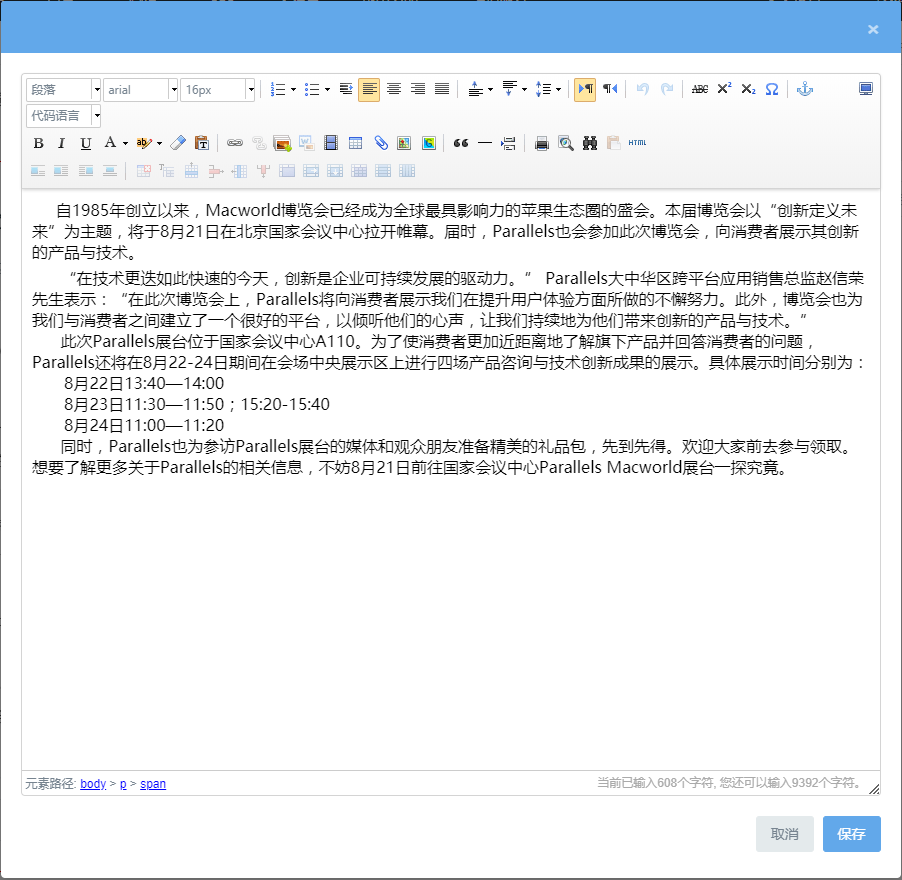 ×
段落 arial 16px ABC X² X₂ Ω
代码语言
B I U A ab HTML
自1985年创立以来，Macworld博览会已经成为全球最具影响力的苹果生态圈的盛会。本届博览会以“创新定义未
来”为主题，将于8月21日在北京国家会议中心拉开帷幕。届时，Parallels也会参加此次博览会，向消费者展示其创新
的产品与技术。
“在技术更迭如此快速的今天，创新是企业可持续发展的驱动力。” Parallels大中华区跨平台应用销售总监赵信荣
先生表示：“在此次博览会上，Parallels将向消费者展示我们在提升用户体验方面所做的不懈努力。此外，博览会也为
我们与消费者之间建立了一个很好的平台，以倾听他们的心声，让我们持续地为他们带来创新的产品与技术。”
此次Parallels展台位于国家会议中心A110。为了使消费者更加近距离地了解旗下产品并回答消费者的问题，
Parallels还将在8月22-24日期间在会场中央展示区上进行四场产品咨询与技术创新成果的展示。具体展示时间分别为：
8月22日13:40—14:00
8月23日11:30—11:50；15:20-15:40
8月24日11:00—11:20
同时，Parallels也为参访Parallels展台的媒体和观众朋友准备精美的礼品包，先到先得。欢迎大家前去参与领取。
想要了解更多关于Parallels的相关信息，不妨8月21日前往国家会议中心Parallels Macworld展台一探究竟。
元素路径: body > p > span 当前已输入608个字符, 您还可以输入9392个字符。
取消 保存